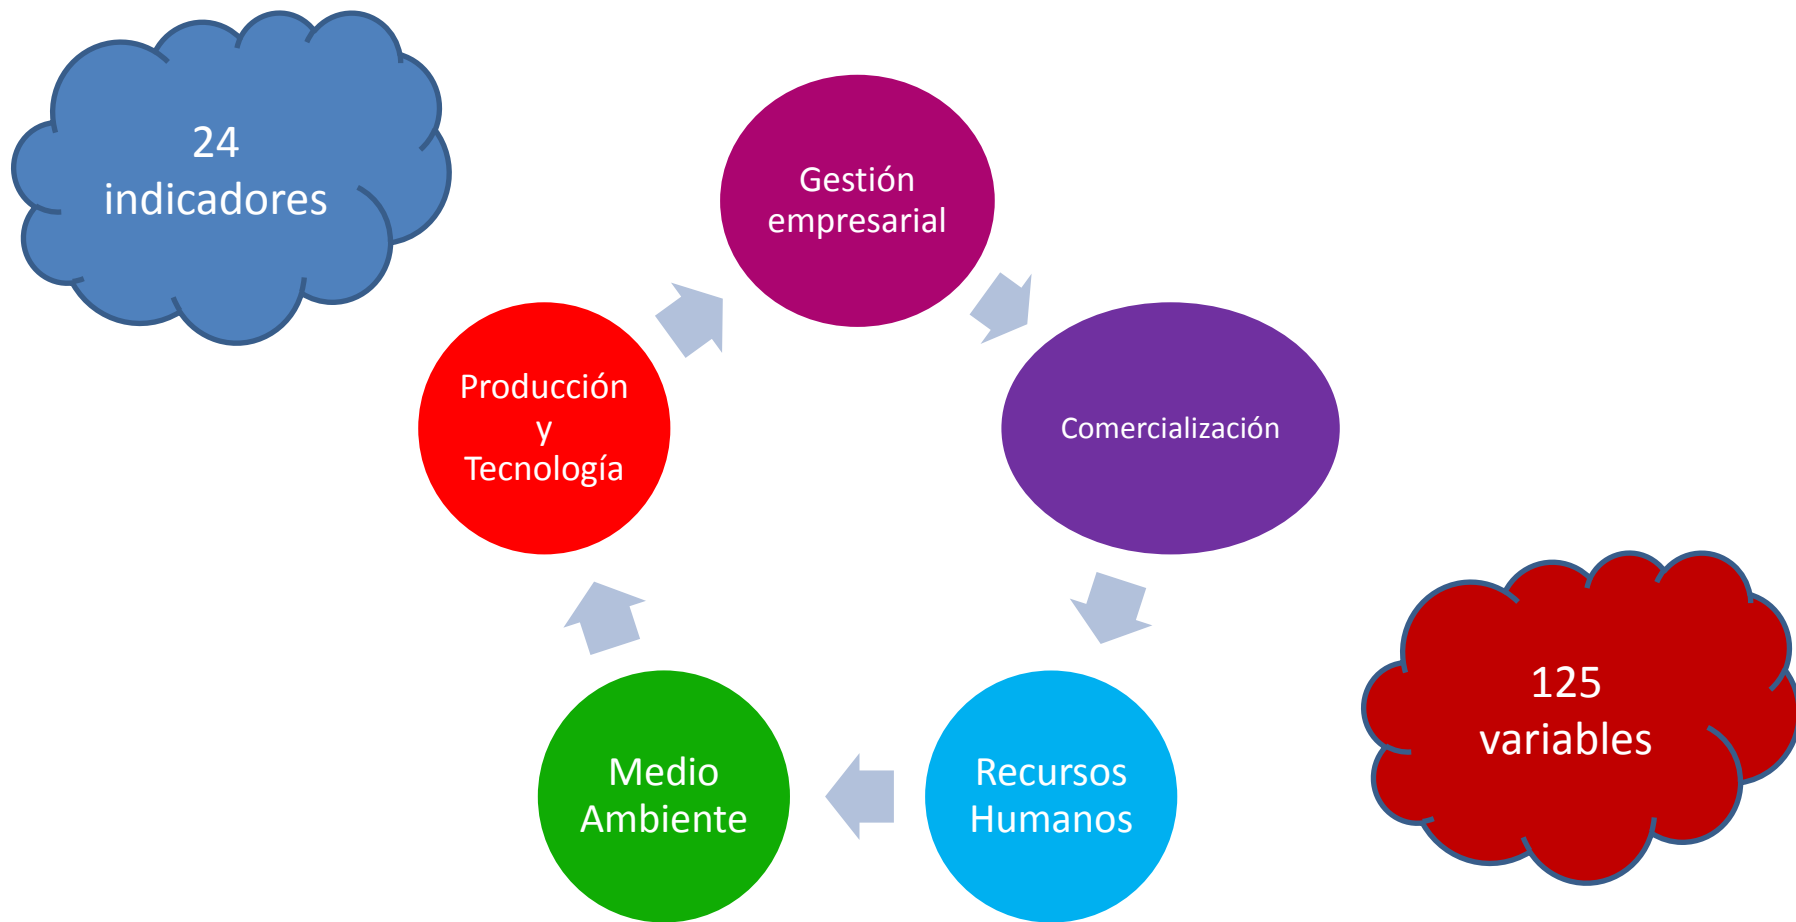 24
indicadores
Gestión
empresarial
Producción
y
Tecnología
Comercialización
Medio
Ambiente
Recursos
Humanos
125
variables